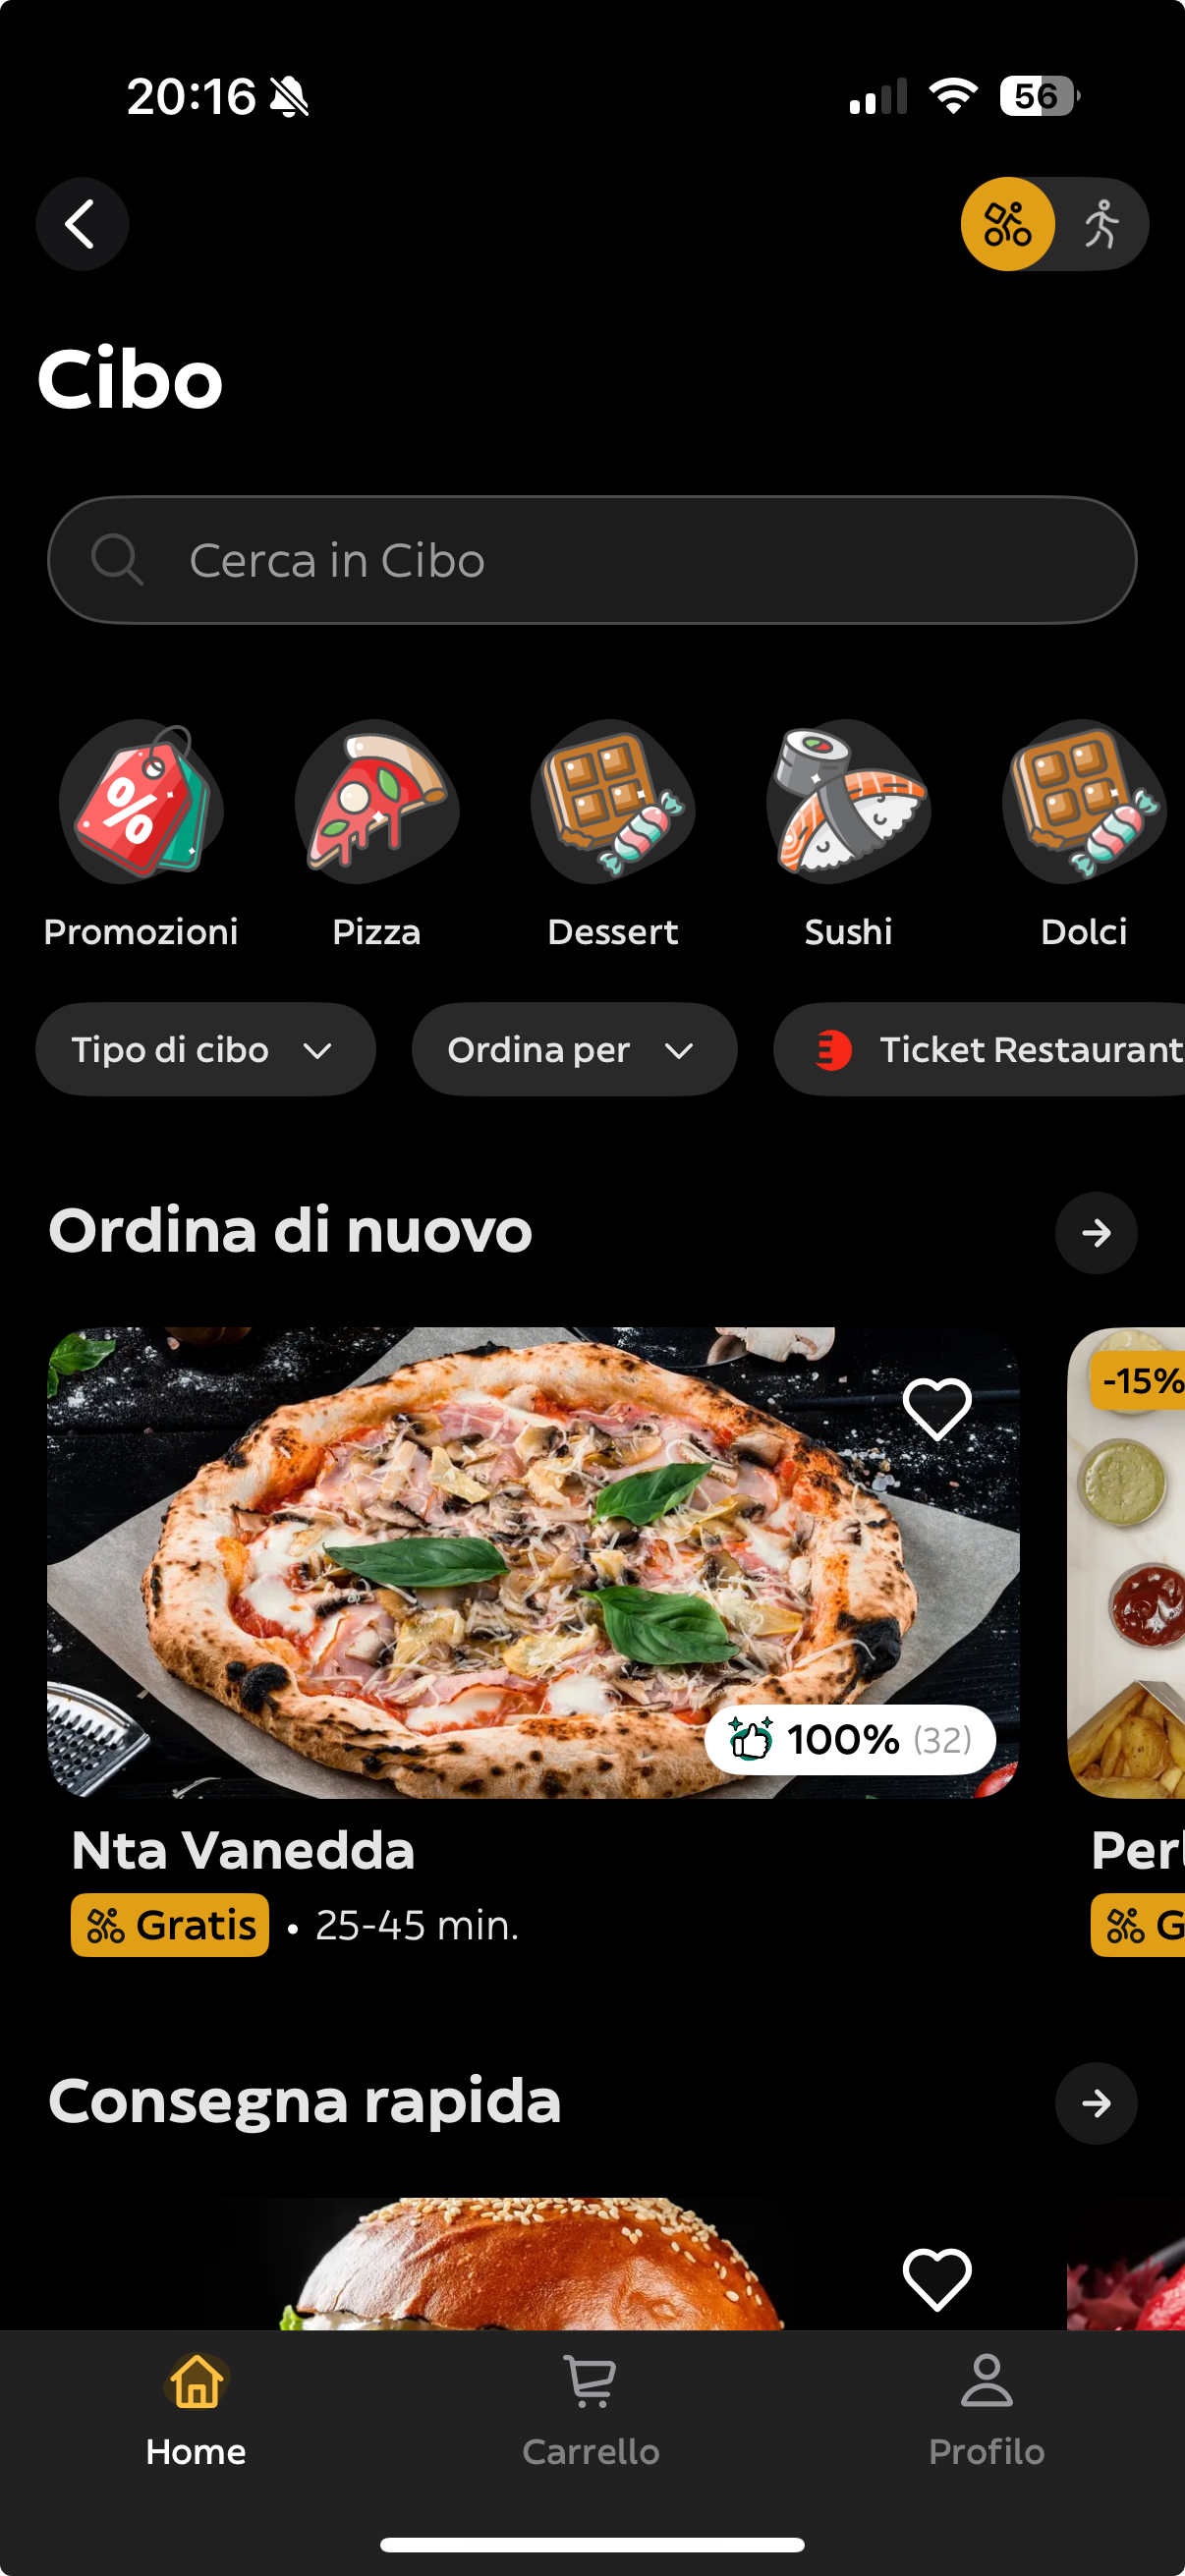 20:16
56
Cibo
Cerca in Cibo
Promozioni
Pizza
Dessert
Sushi
Dolci
Tipo di cibo
Ordina per
Ticket Restaurant
Ordina di nuovo
-15%
100% (32)
Nta Vanedda
Gratis • 25-45 min.
Consegna rapida
Home
Carrello
Profilo